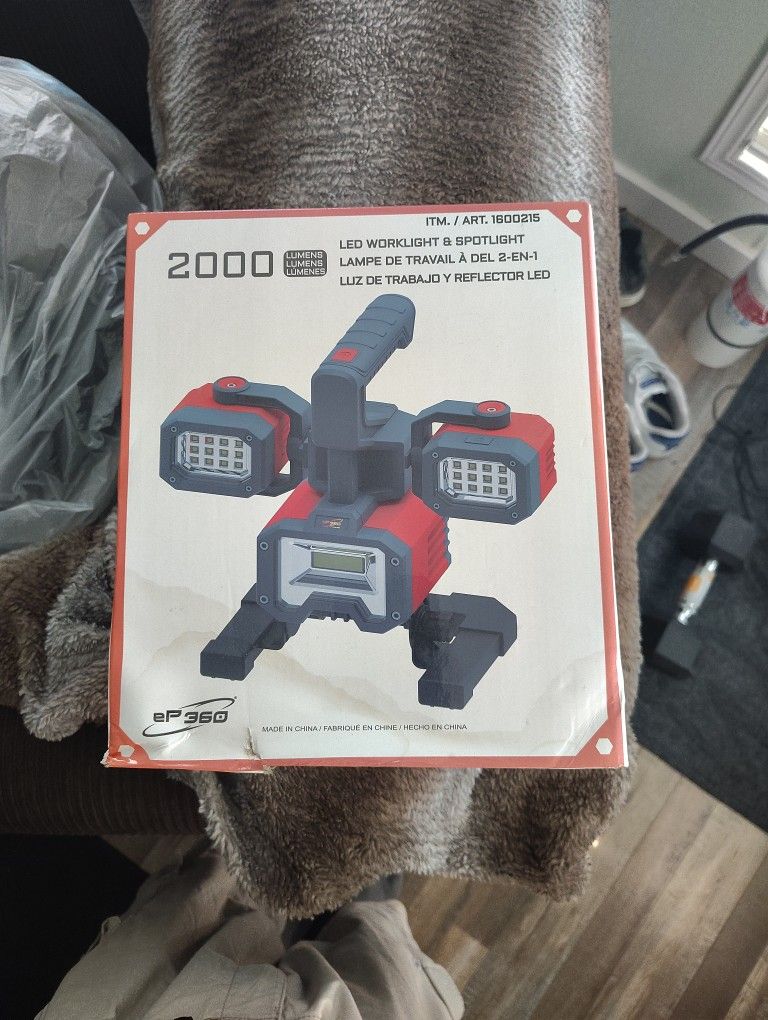 ITM. / ART. 1600215
2000 LUMENS
LUMENS
LÚMENES
LED WORKLIGHT & SPOTLIGHT
LAMPE DE TRAVAIL À DEL 2-EN-1
LUZ DE TRABAJO Y REFLECTOR LED
eP360
eP360
MADE IN CHINA / FABRIQUÉ EN CHINE / HECHO EN CHINA